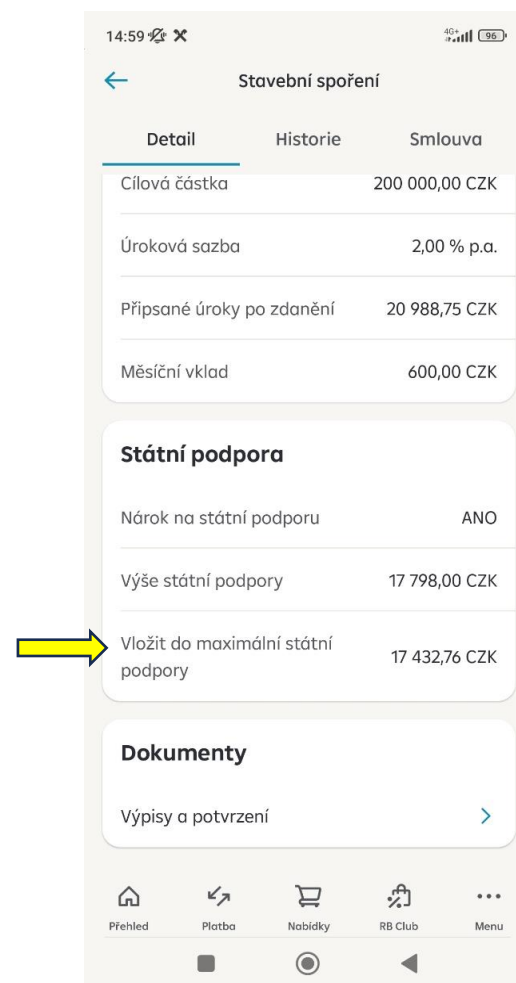 14:59
4G+ 96
Stavební spoření
Detail Historie Smlouva
Cílová částka 200 000,00 CZK
Úroková sazba 2,00 % p.a.
Připsané úroky po zdanění 20 988,75 CZK
Měsíční vklad 600,00 CZK
Státní podpora
Nárok na státní podporu ANO
Výše státní podpory 17 798,00 CZK
Vložit do maximální státní
podpory 17 432,76 CZK
Dokumenty
Výpisy a potvrzení
Přehled Platba Nabídky RB Club Menu